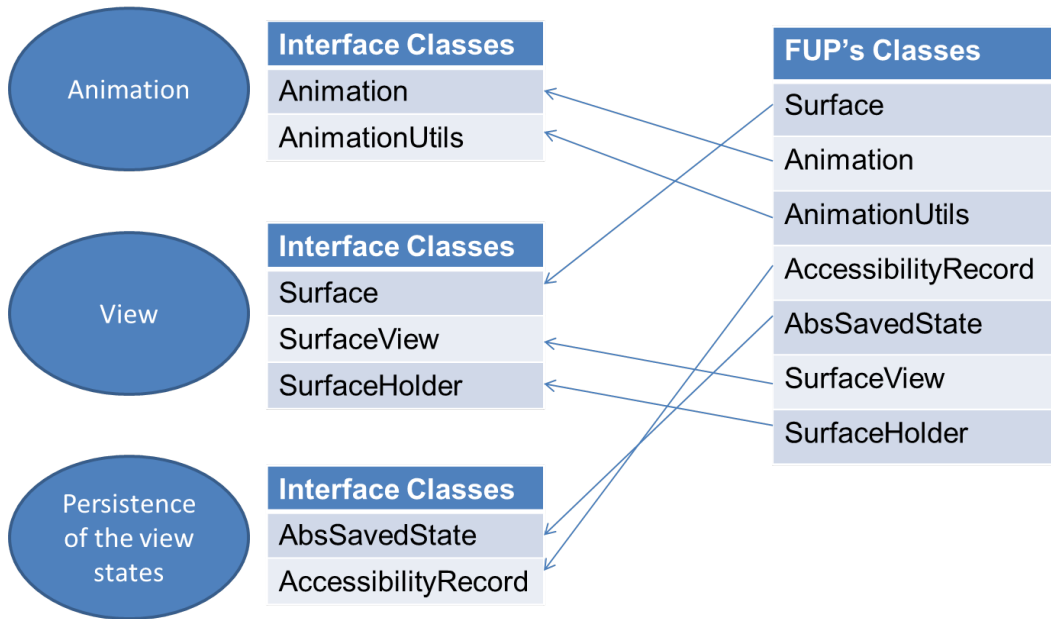 Animation
Interface Classes
Animation
AnimationUtils
View
Interface Classes
Surface
SurfaceView
SurfaceHolder
Persistence
of the view
states
Interface Classes
AbsSavedState
AccessibilityRecord
FUP's Classes
Surface
Animation
AnimationUtils
AccessibilityRecord
AbsSavedState
SurfaceView
SurfaceHolder